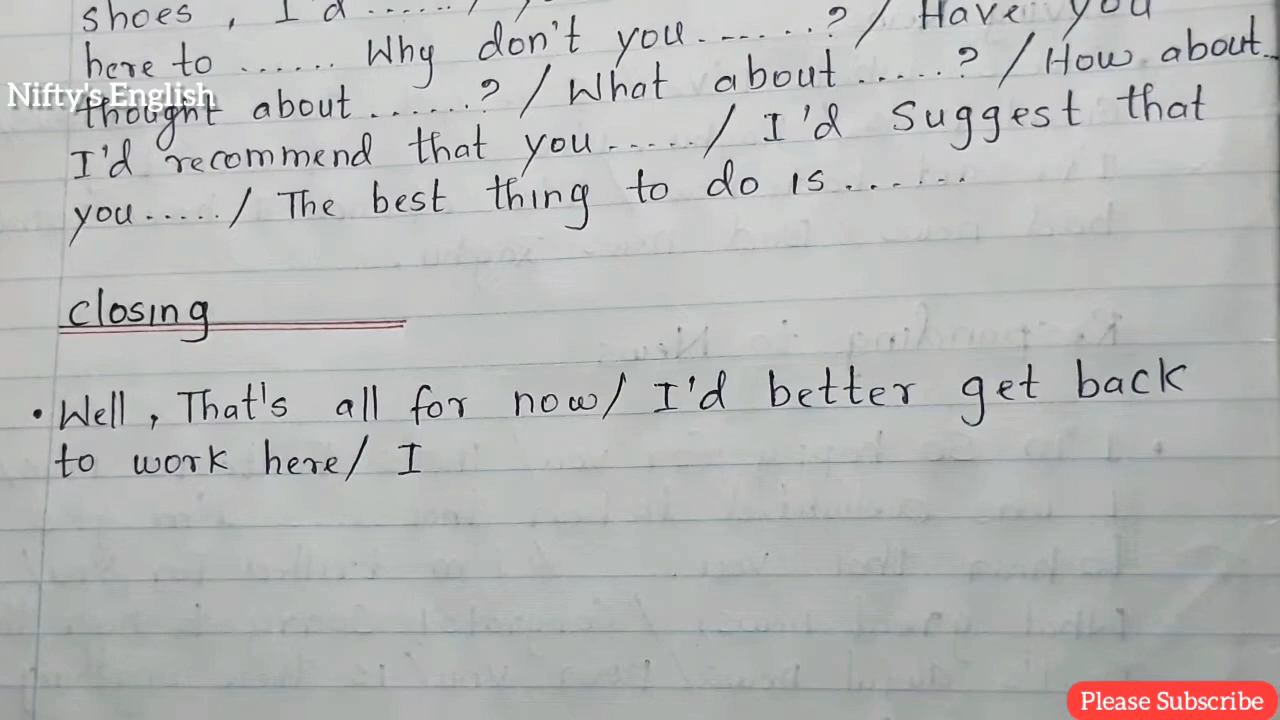 shoes, I'd ......./
here to ...... Why don't you.......?/ Have you
Nifty's English
thought about .......?/ What about .....?/ How about...
I'd recommend that you...../ I'd suggest that
you...../ The best thing to do is.......
closing
• Well, That's all for now/ I'd better get back
to work here/ I
Please Subscribe